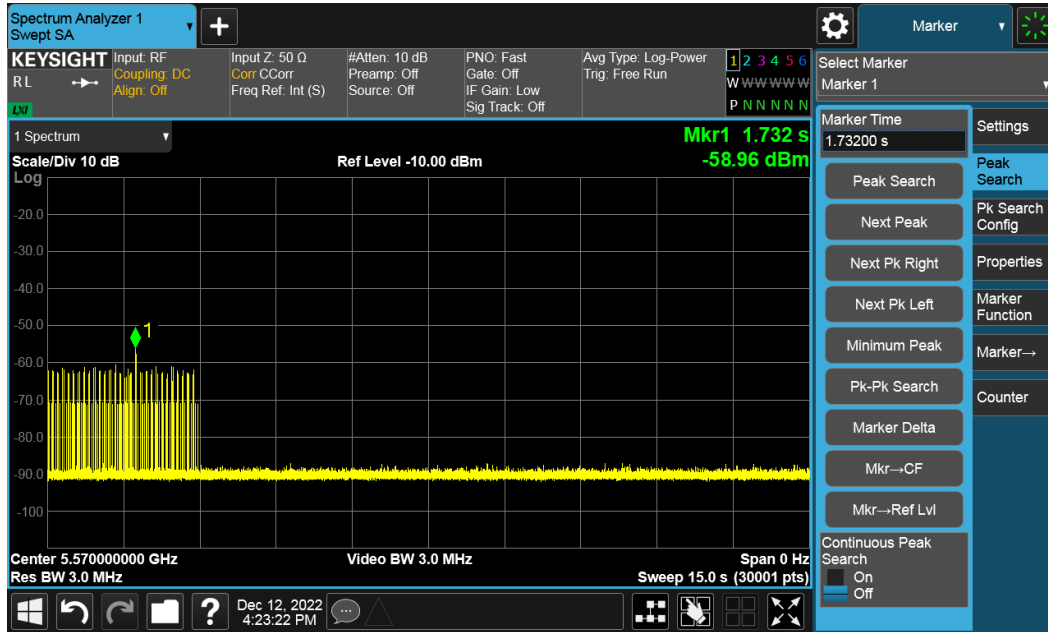 Spectrum Analyzer 1
Swept SA
Marker
KEYSIGHT
R L
LXI
Input: RF
Coupling: DC
Align: Off
Input Z: 50 Ω
Corr CCorr
Freq Ref: Int (S)
#Atten: 10 dB
Preamp: Off
Source: Off
PNO: Fast
Gate: Off
IF Gain: Low
Sig Track: Off
Avg Type: Log-Power
Trig: Free Run
1 2 3 4 5 6
W W W W W W
P N N N N N
Select Marker
Marker 1
1 Spectrum
Mkr1 1.732 s
-58.96 dBm
Scale/Div 10 dB
Ref Level -10.00 dBm
Log
-20.0
-30.0
-40.0
-50.0
-60.0
-70.0
-80.0
-90.0
-100
1
Center 5.570000000 GHz
Video BW 3.0 MHz
Span 0 Hz
Res BW 3.0 MHz
Sweep 15.0 s (30001 pts)
Marker Time
1.73200 s
Peak Search
Next Peak
Next Pk Right
Next Pk Left
Minimum Peak
Pk-Pk Search
Marker Delta
Mkr→CF
Mkr→Ref Lvl
Continuous Peak
Search
On
Off
Settings
Peak
Search
Pk Search
Config
Properties
Marker
Function
Marker→
Counter
?
Dec 12, 2022
4:23:22 PM